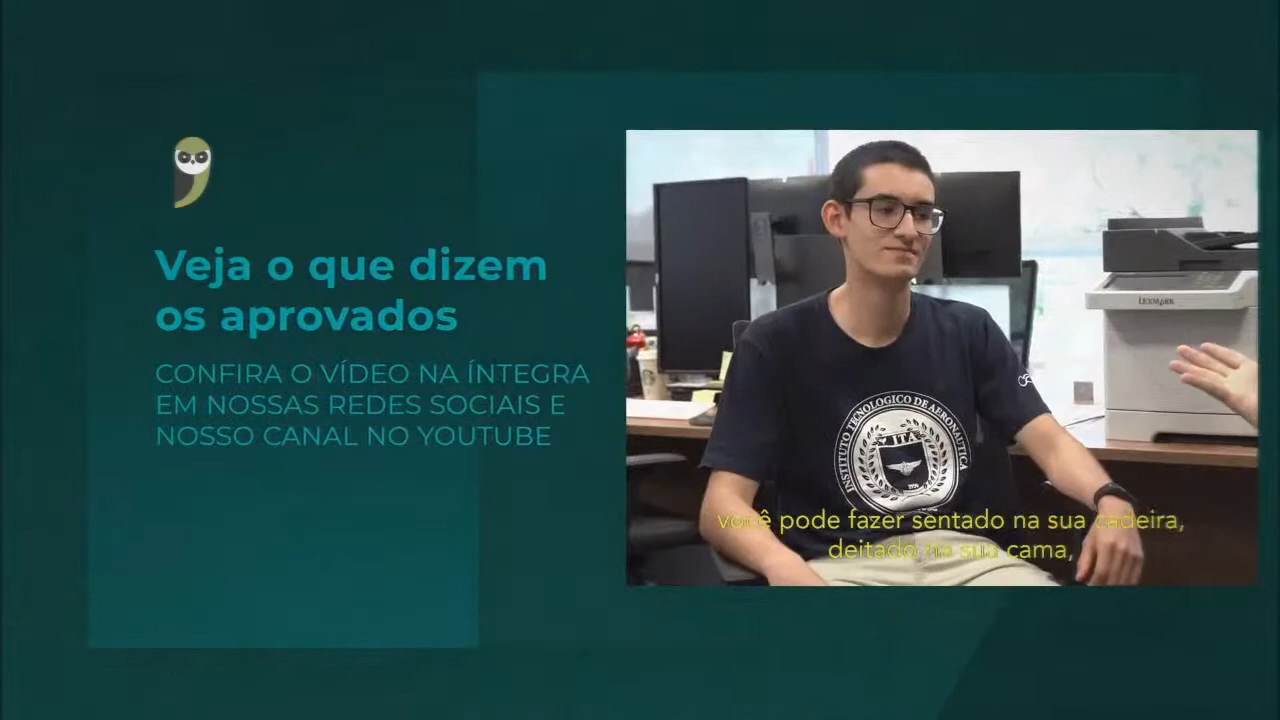 Veja o que dizem
os aprovados
CONFIRA O VÍDEO NA ÍNTEGRA
EM NOSSAS REDES SOCIAIS E
NOSSO CANAL NO YOUTUBE
LEXMARK
INSTITUTO TECNOLÓGICO DE AERONÁUTICA
ITA
você pode fazer sentado na sua cadeira,
deitado na sua cama,